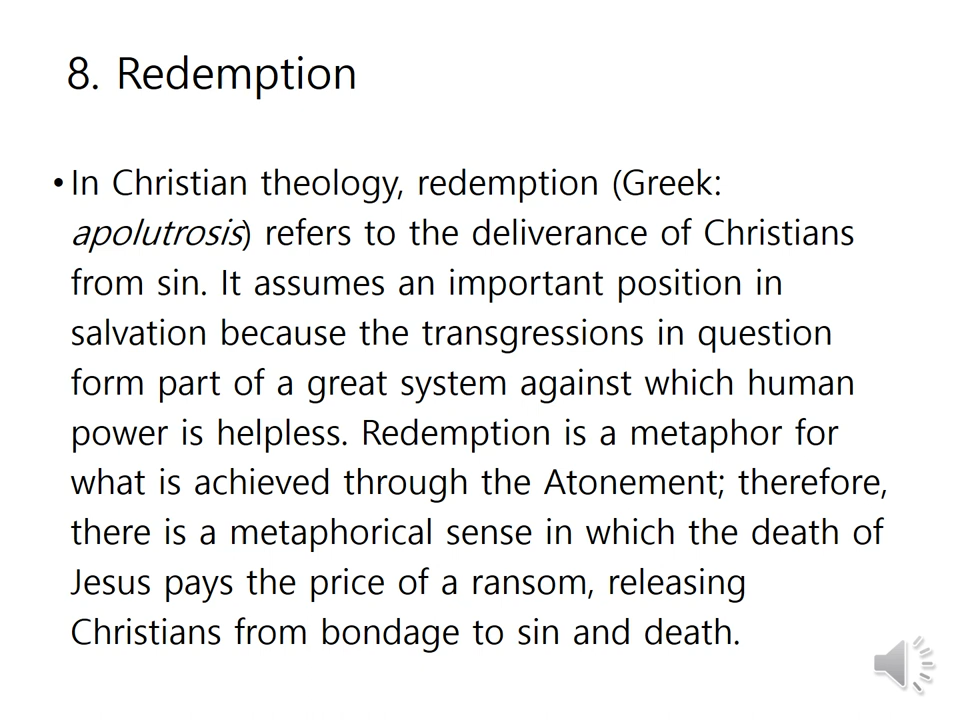 8. Redemption
• In Christian theology, redemption (Greek:
apolutrosis) refers to the deliverance of Christians
from sin. It assumes an important position in
salvation because the transgressions in question
form part of a great system against which human
power is helpless. Redemption is a metaphor for
what is achieved through the Atonement; therefore,
there is a metaphorical sense in which the death of
Jesus pays the price of a ransom, releasing
Christians from bondage to sin and death.